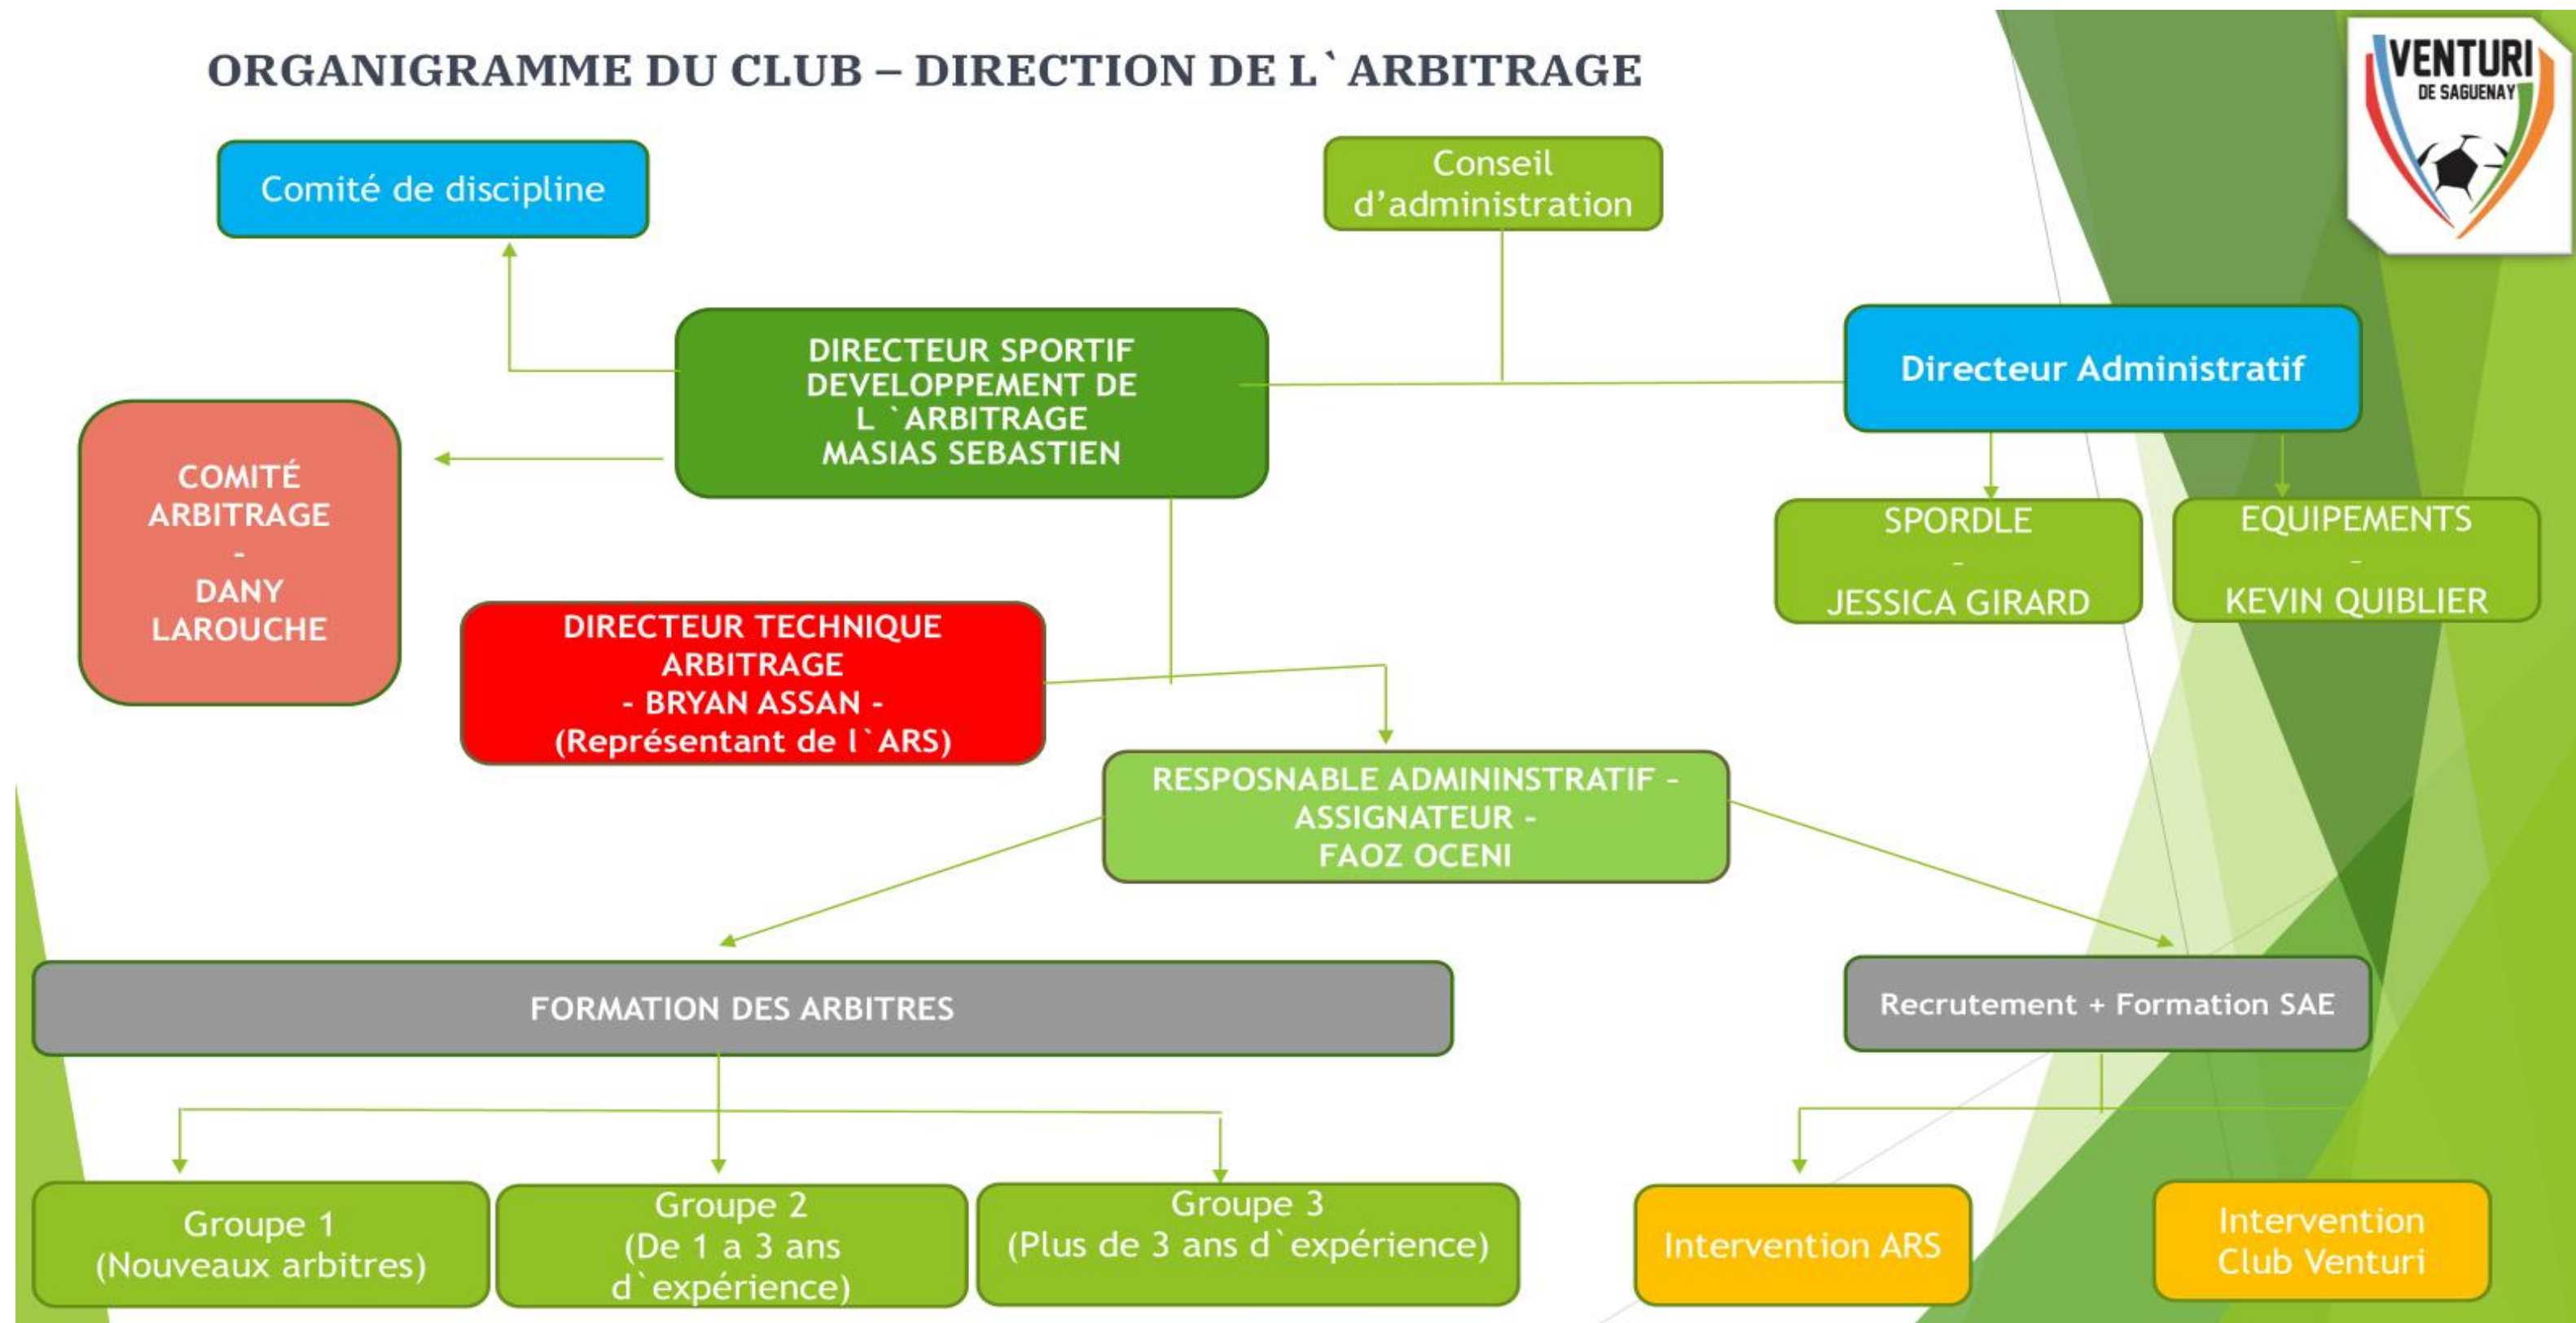 ORGANIGRAMME DU CLUB – DIRECTION DE L`ARBITRAGE
VENTURI
DE SAGUENAY
Comité de discipline
Conseil
d’administration
DIRECTEUR SPORTIF
DEVELOPPEMENT DE
L `ARBITRAGE
MASIAS SEBASTIEN
Directeur Administratif
COMITÉ
ARBITRAGE
-
DANY
LAROUCHE
SPORDLE
-
JESSICA GIRARD
EQUIPEMENTS
-
KEVIN QUIBLIER
DIRECTEUR TECHNIQUE
ARBITRAGE
- BRYAN ASSAN -
(Représentant de l`ARS)
RESPOSNABLE ADMININSTRATIF -
ASSIGNATEUR -
FAOZ OCENI
FORMATION DES ARBITRES
Recrutement + Formation SAE
Groupe 1
(Nouveaux arbitres)
Groupe 2
(De 1 a 3 ans
d`expérience)
Groupe 3
(Plus de 3 ans d`expérience)
Intervention ARS
Intervention
Club Venturi